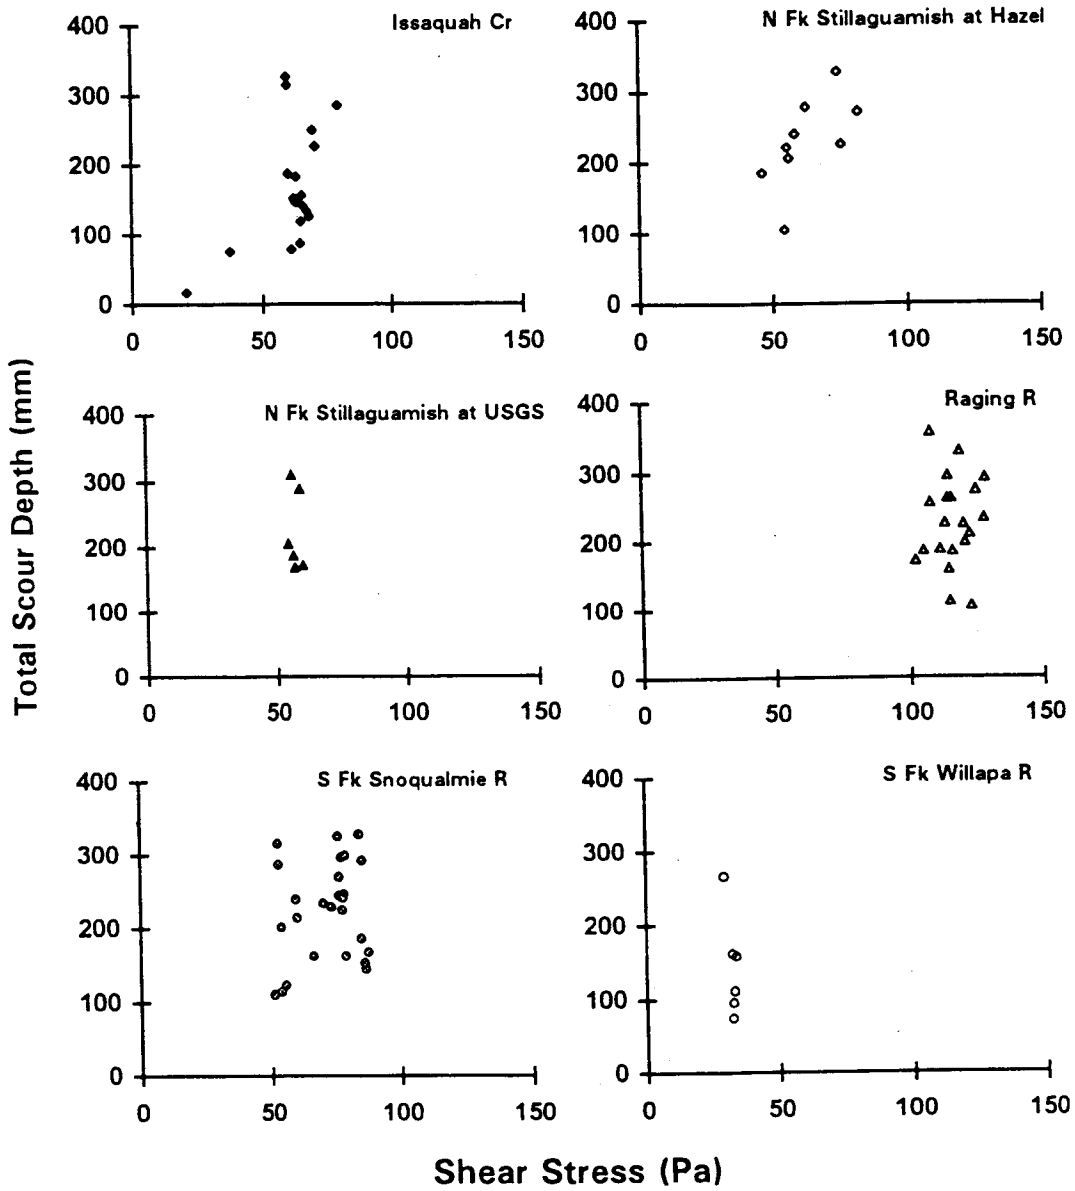 Issaquah Cr
400
300
200
100
0
0 50 100 150
N Fk Stillaguamish at Hazel
400
300
200
100
0
0 50 100 150
N Fk Stillaguamish at USGS
400
300
200
100
0
0 50 100 150
Raging R
400
300
200
100
0
0 50 100 150
S Fk Snoqualmie R
400
300
200
100
0
0 50 100 150
S Fk Willapa R
400
300
200
100
0
0 50 100 150
Total Scour Depth (mm)
Shear Stress (Pa)